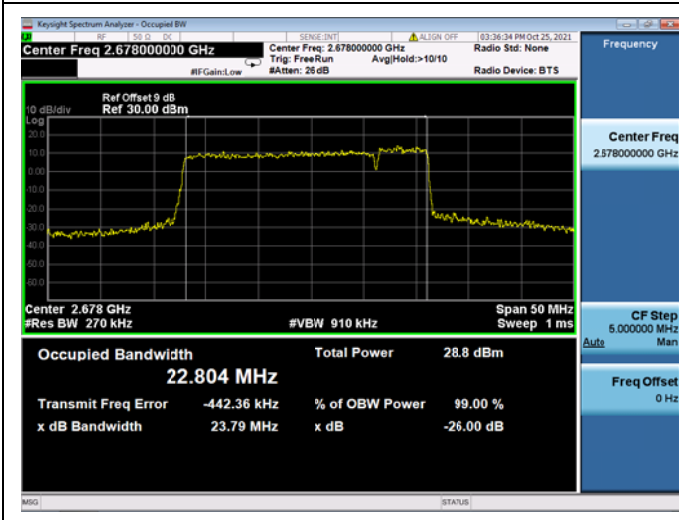 Keysight Spectrum Analyzer - Occupied BW
RF 50 Ω DC SENSE:INT ALIGN OFF 03:36:34 PM Oct 25, 2021
Center Freq 2.678000000 GHz
Center Freq: 2.678000000 GHz Radio Std: None
Trig: FreeRun Avg|Hold:>10/10
#IFGain:Low #Atten: 26dB Radio Device: BTS
Ref Offset 9 dB
10 dB/div Ref 30.00 dBm
Log
20.0
10.0
0.00
-10.0
-20.0
-30.0
-40.0
-50.0
-60.0
Center 2.678 GHz Span 50 MHz
#Res BW 270 kHz #VBW 910 kHz Sweep 1 ms
Occupied Bandwidth Total Power 28.8 dBm
22.804 MHz
Transmit Freq Error -442.36 kHz % of OBW Power 99.00 %
x dB Bandwidth 23.79 MHz x dB -26.00 dB
MSG STATUS
Frequency
Center Freq
2.678000000 GHz
CF Step
5.000000 MHz
Auto Man
Freq Offset
0 Hz